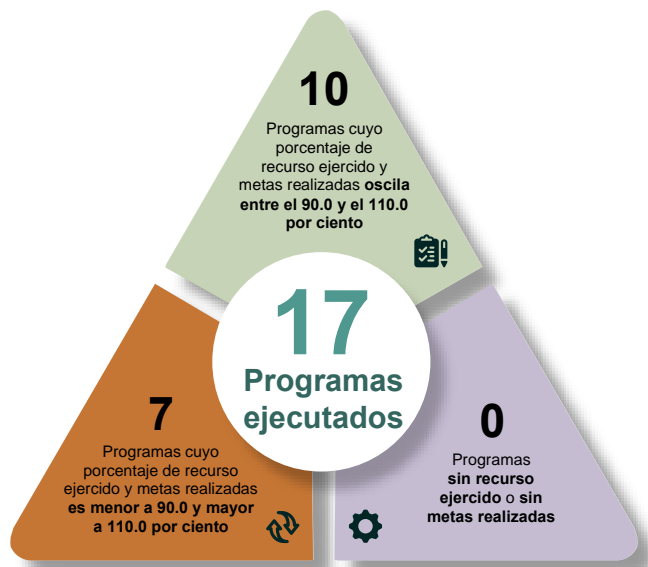 10
Programas cuyo
porcentaje de
recurso ejercido y
metas realizadas oscila
entre el 90.0 y el 110.0
por ciento
17
Programas
ejecutados
7
Programas cuyo
porcentaje de recurso
ejercido y metas realizadas
es menor a 90.0 y mayor
a 110.0 por ciento
0
Programas
sin recurso
ejercido o sin
metas realizadas